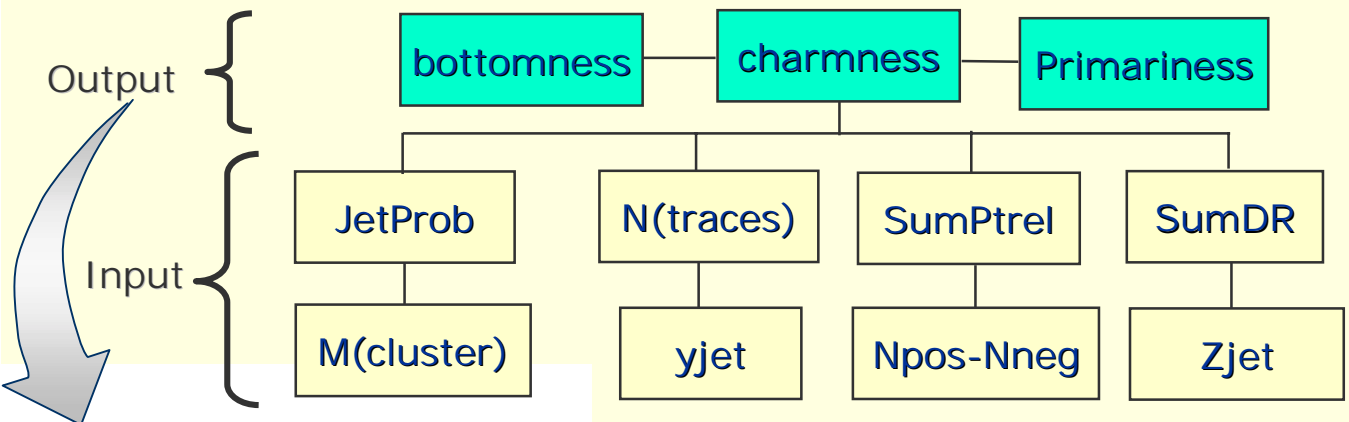 Output
bottomness
charmness
Primariness
Input
JetProb
N(traces)
SumPtrel
SumDR
M(cluster)
yjet
Npos-Nneg
Zjet